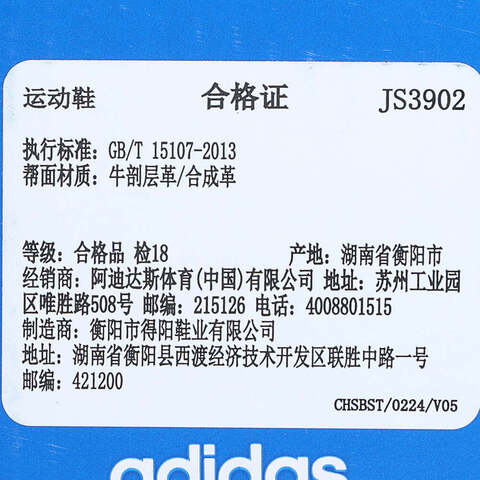 运动鞋 合格证 JS3902
执行标准：GB/T 15107-2013
帮面材质：牛剖层革/合成革
等级：合格品 检18 产地：湖南省衡阳市
经销商：阿迪达斯体育(中国)有限公司 地址：苏州工业园
区唯胜路508号 邮编：215126 电话：4008801515
制造商：衡阳市得阳鞋业有限公司
地址：湖南省衡阳县西渡经济技术开发区联胜中路一号
邮编：421200
CHSBST/0224/V05
adidas